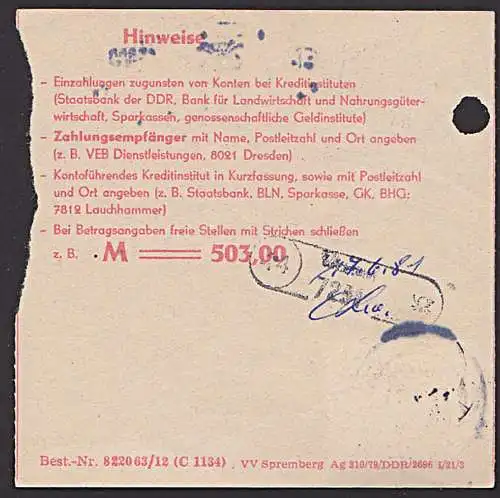 Hinweise
- Einzahlungen zugunsten von Konten bei Kreditinstituten
(Staatsbank der DDR, Bank für Landwirtschaft und Nahrungsgüter-
wirtschaft, Sparkassen, genossenschaftliche Geldinstitute)
- Zahlungsempfänger mit Name, Postleitzahl und Ort angeben
(z. B. VEB Dienstleistungen, 8021 Dresden)
- Kontoführendes Kreditinstitut in Kurzfassung, sowie mit Postleitzahl
und Ort angeben (z. B. Staatsbank, BLN, Sparkasse, GK, BHG:
7812 Lauchhammer)
- Bei Betragsangaben freie Stellen mit Strichen schließen
z. B. M === 503,00
Best.-Nr. 822063/12 (C 1134) , VV Spremberg Ag 310/79/DDR/2696 1/21/3